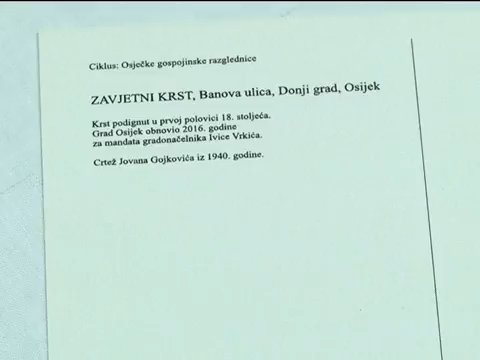 Ciklus: Osječke gospojinske razglednice
ZAVJETNI KRST, Banova ulica, Donji grad, Osijek
Krst podignut u prvoj polovici 18. stoljeća.
Grad Osijek obnovio 2016. godine
za mandata gradonačelnika Ivice Vrkića.
Crtež Jovana Gojkovića iz 1940. godine.